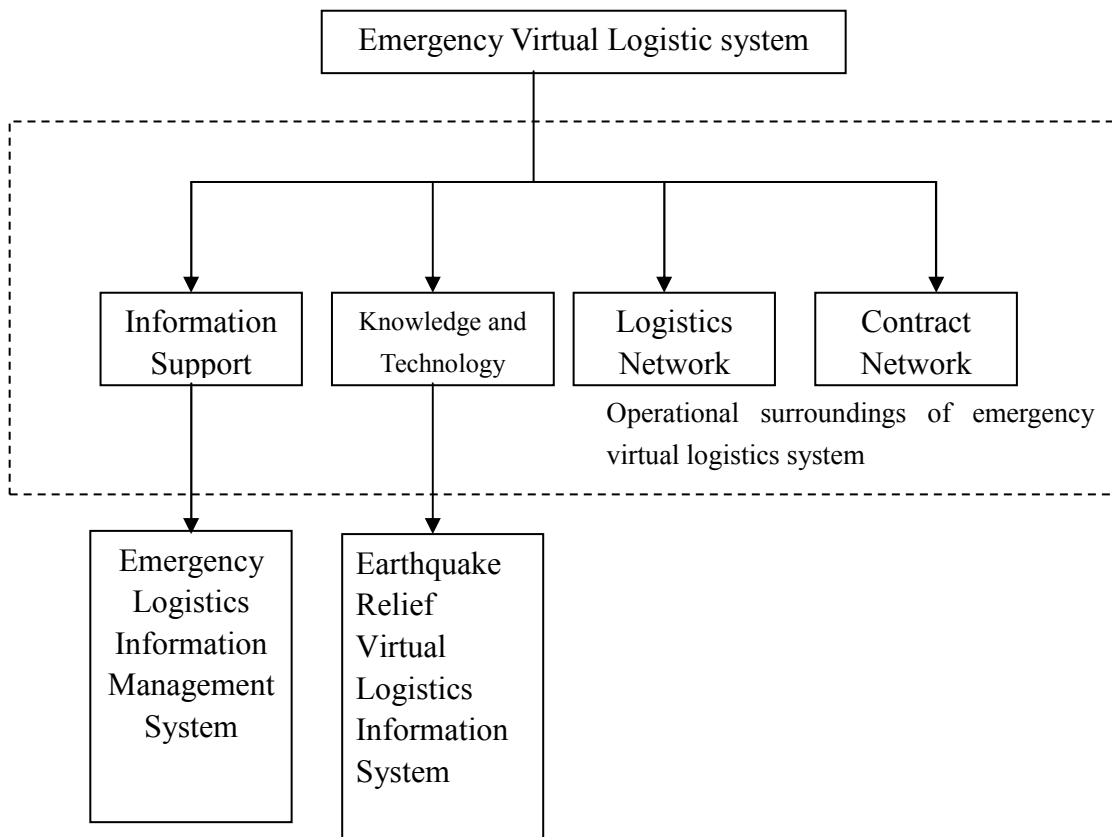 Emergency Virtual Logistic system
Information
Support
Knowledge and
Technology
Logistics
Network
Contract
Network
Operational surroundings of emergency
virtual logistics system
Emergency
Logistics
Information
Management
System
Earthquake
Relief
Virtual
Logistics
Information
System